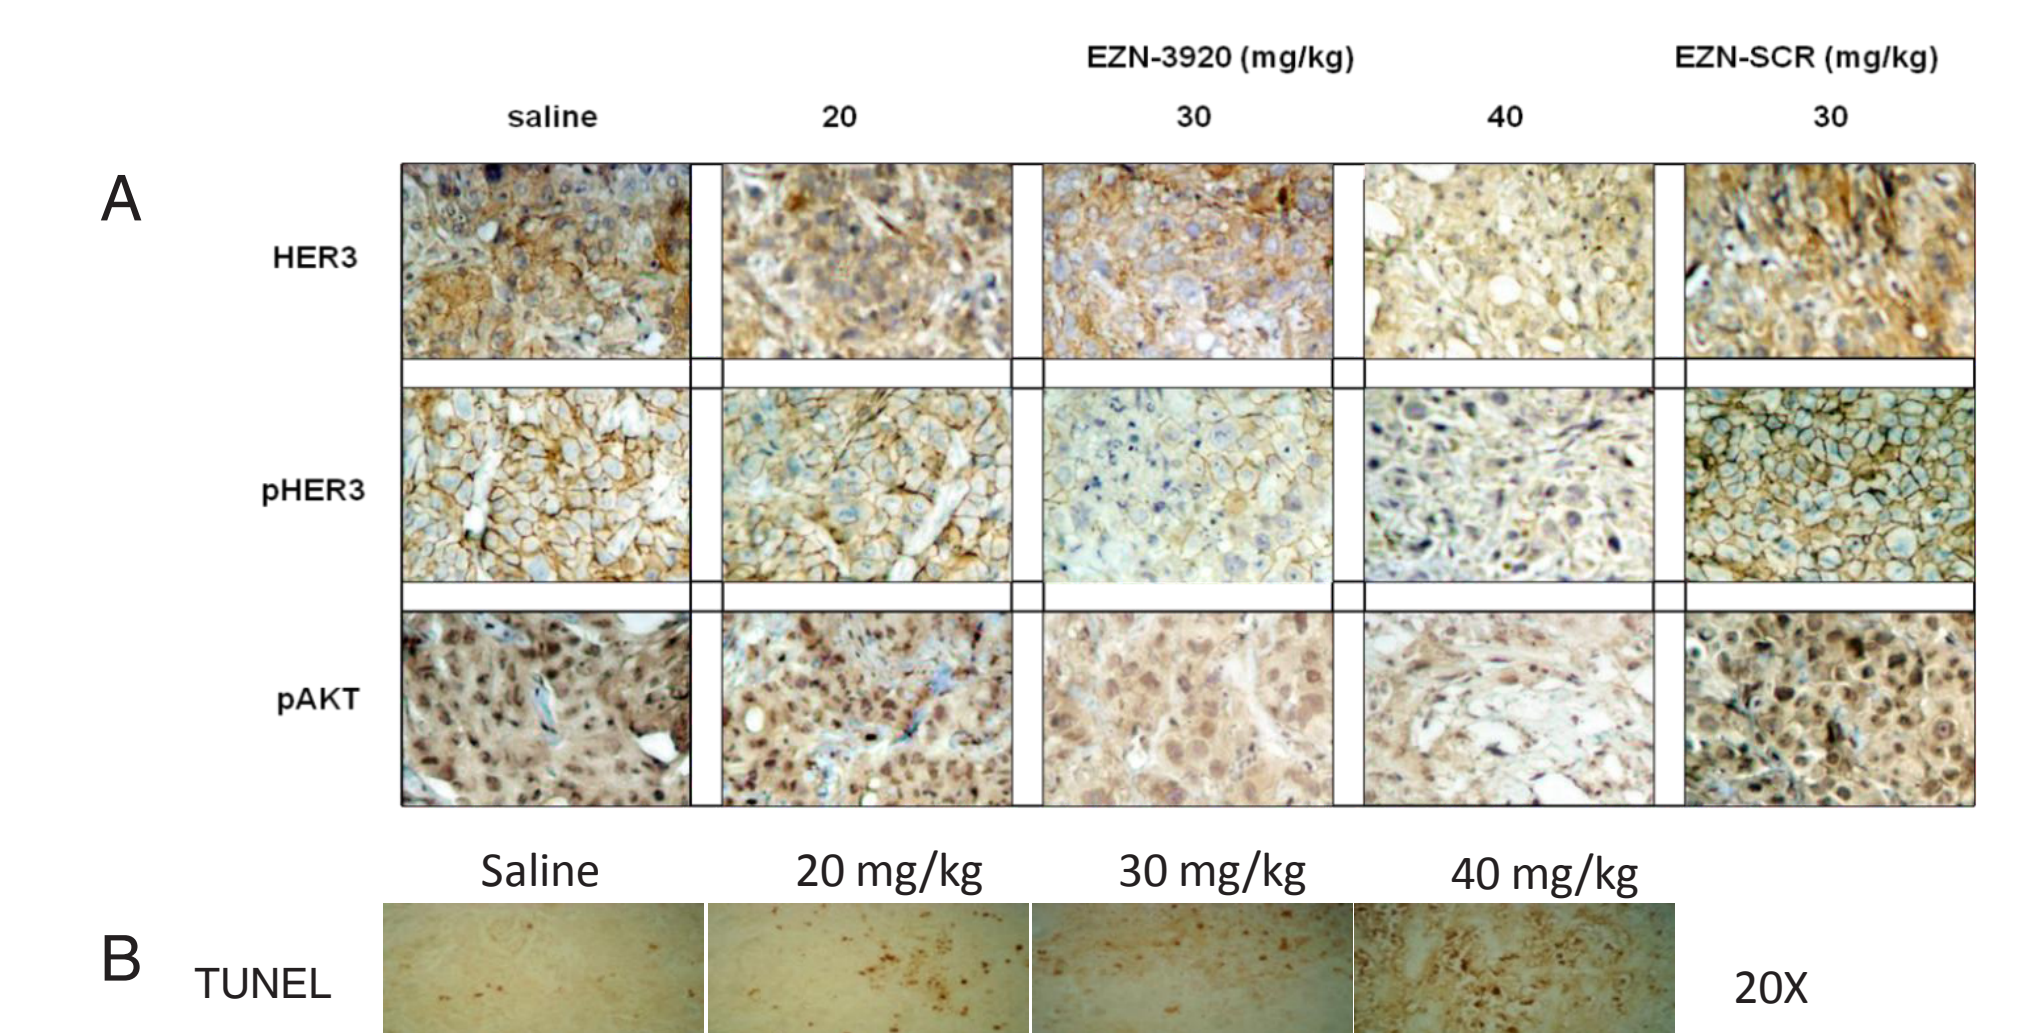 EZN-3920 (mg/kg) EZN-SCR (mg/kg)
saline 20 30 40 30
A
HER3
pHER3
pAKT
Saline 20 mg/kg 30 mg/kg 40 mg/kg
B TUNEL 20X